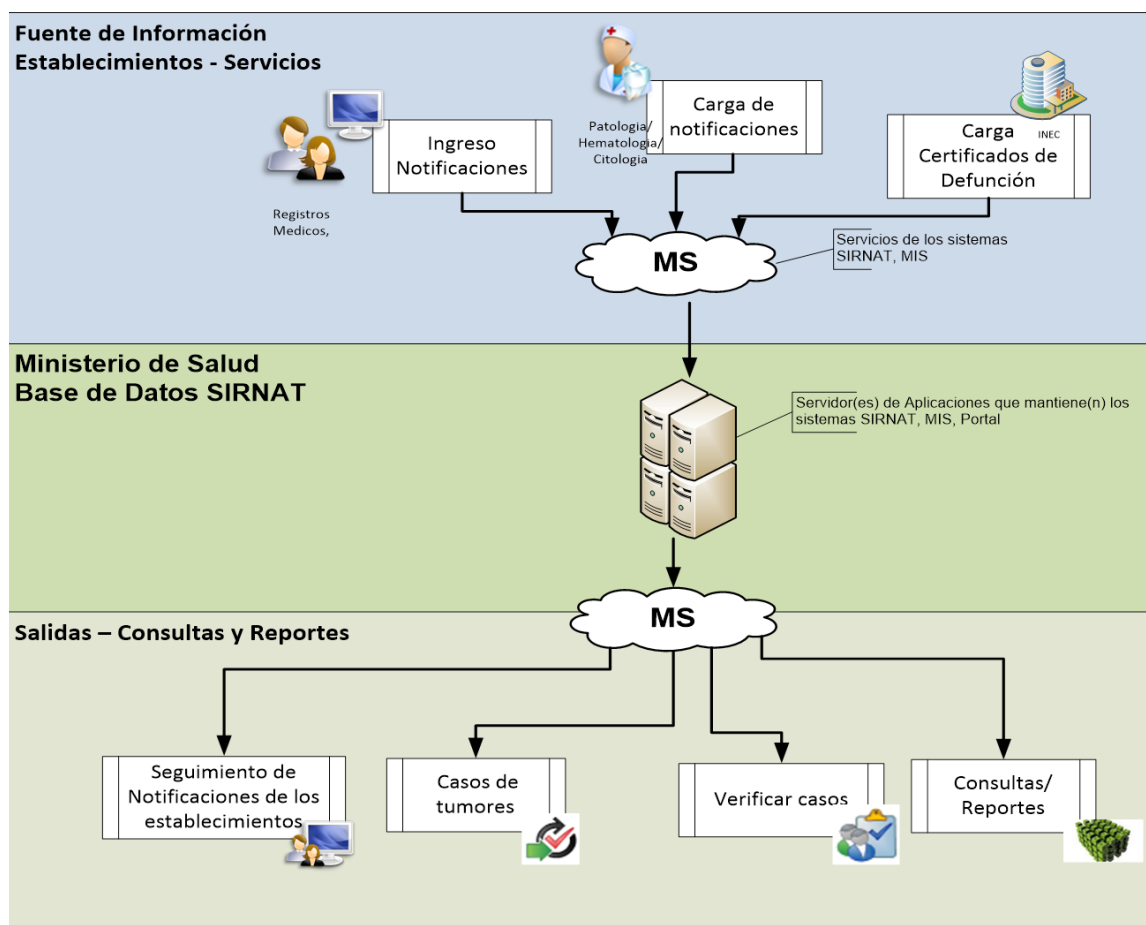 Fuente de Información
Establecimientos - Servicios
Patologia/
Hematologia/
Citologia
Carga de
notificaciones
Ingreso
Notificaciones
Registros
Medicos,
INEC
Carga
Certificados de
Defunción
MS
Servicios de los sistemas
SIRNAT, MIS
Ministerio de Salud
Base de Datos SIRNAT
Servidor(es) de Aplicaciones que mantiene(n) los
sistemas SIRNAT, MIS, Portal
MS
Salidas – Consultas y Reportes
Seguimiento de
Notificaciones de los
establecimientos
Casos de
tumores
Verificar casos
Consultas/
Reportes